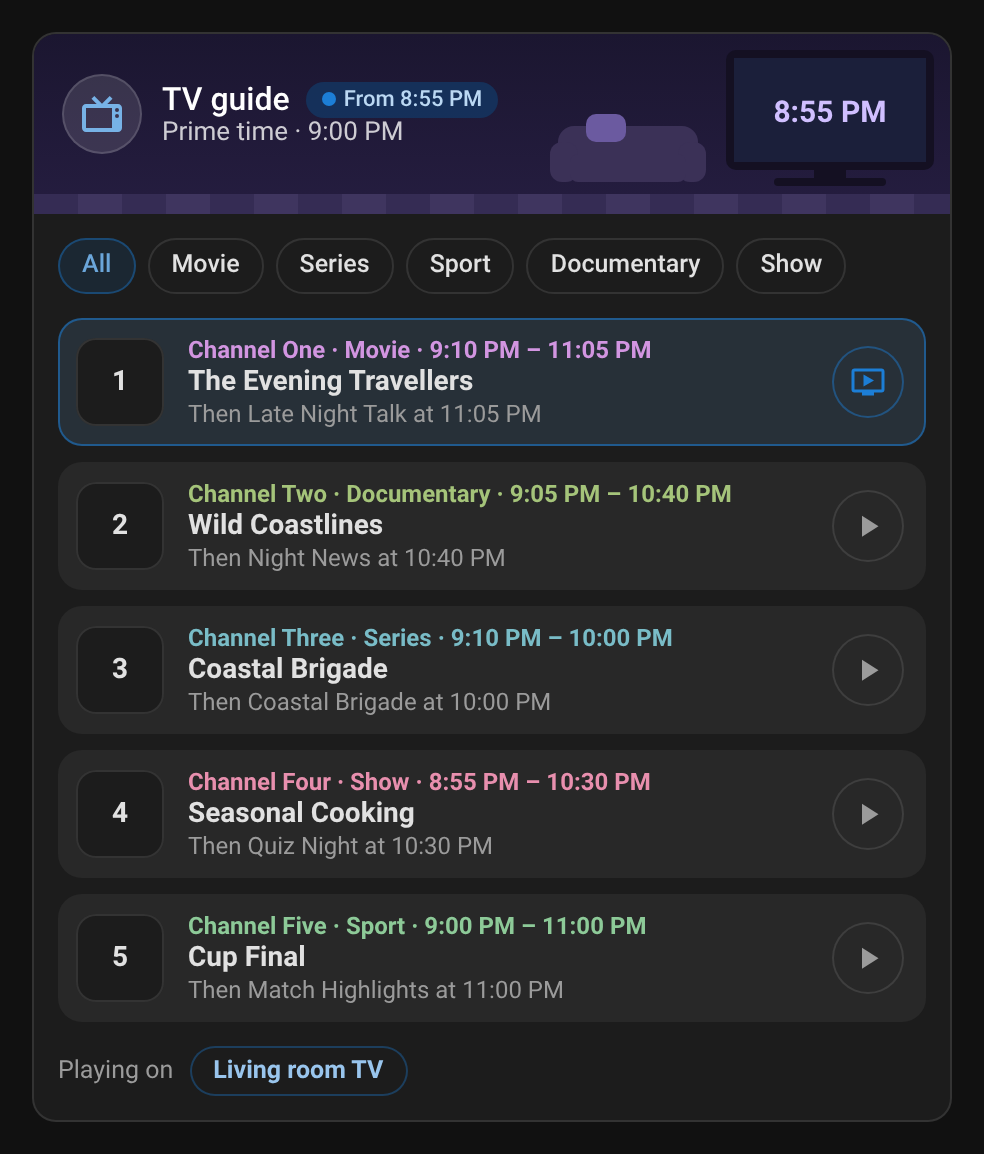 TV guide
From 8:55 PM
Prime time · 9:00 PM
8:55 PM
All
Movie
Series
Sport
Documentary
Show
1
Channel One · Movie · 9:10 PM – 11:05 PM
The Evening Travellers
Then Late Night Talk at 11:05 PM
2
Channel Two · Documentary · 9:05 PM – 10:40 PM
Wild Coastlines
Then Night News at 10:40 PM
3
Channel Three · Series · 9:10 PM – 10:00 PM
Coastal Brigade
Then Coastal Brigade at 10:00 PM
4
Channel Four · Show · 8:55 PM – 10:30 PM
Seasonal Cooking
Then Quiz Night at 10:30 PM
5
Channel Five · Sport · 9:00 PM – 11:00 PM
Cup Final
Then Match Highlights at 11:00 PM
Playing on
Living room TV